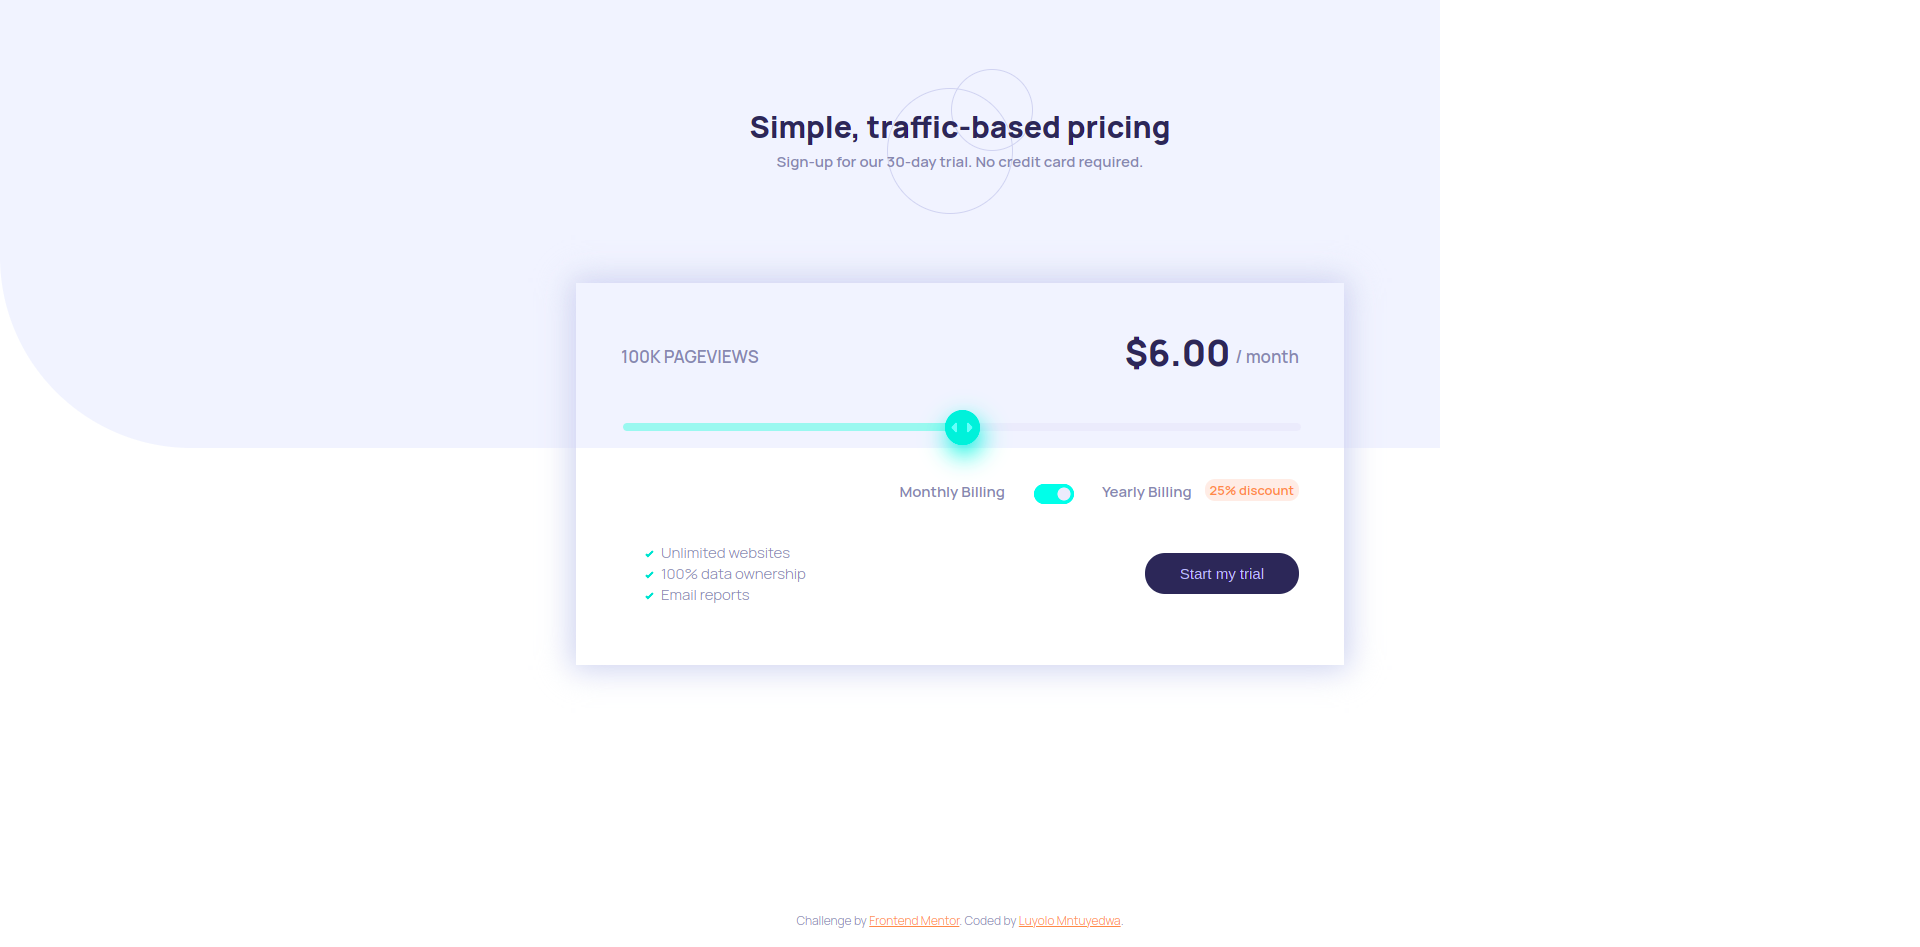 Simple, traffic-based pricing
Sign-up for our 30-day trial. No credit card required.
100K PAGEVIEWS
$6.00 / month
Monthly Billing
Yearly Billing
25% discount
Unlimited websites
100% data ownership
Email reports
Start my trial
Challenge by Frontend Mentor. Coded by Luyolo Mntuyedwa.